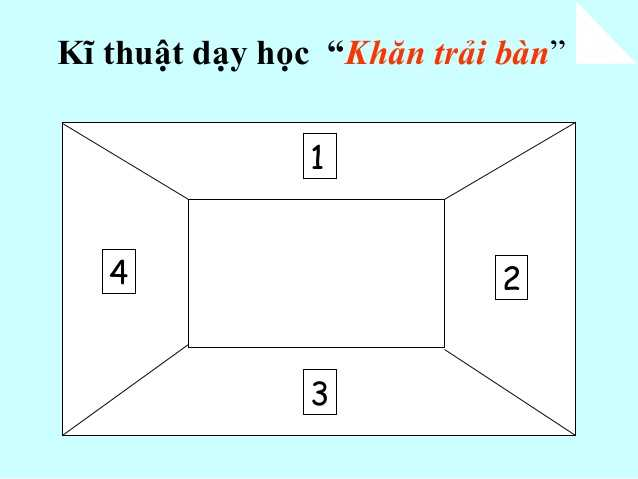 Kĩ thuật dạy học “Khăn trải bàn”
1
4
2
3